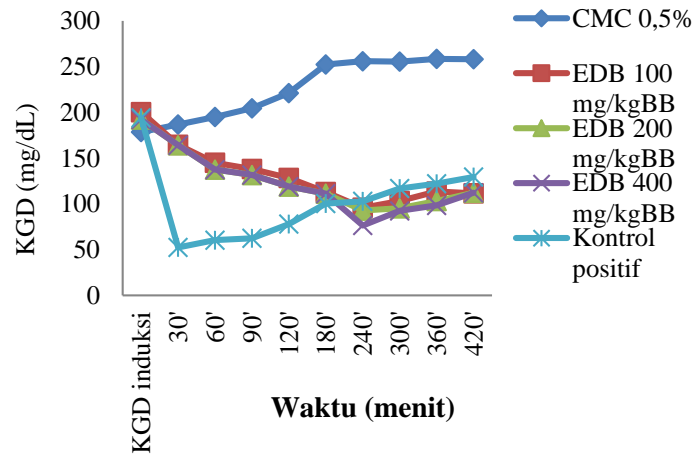 300
250
200
150
100
50
0
KGD (mg/dL)
KGD induksi
30'
60'
90'
120'
180'
240'
300'
360'
420'
Waktu (menit)
CMC 0,5%
EDB 100
mg/kgBB
EDB 200
mg/kgBB
EDB 400
mg/kgBB
Kontrol
positif